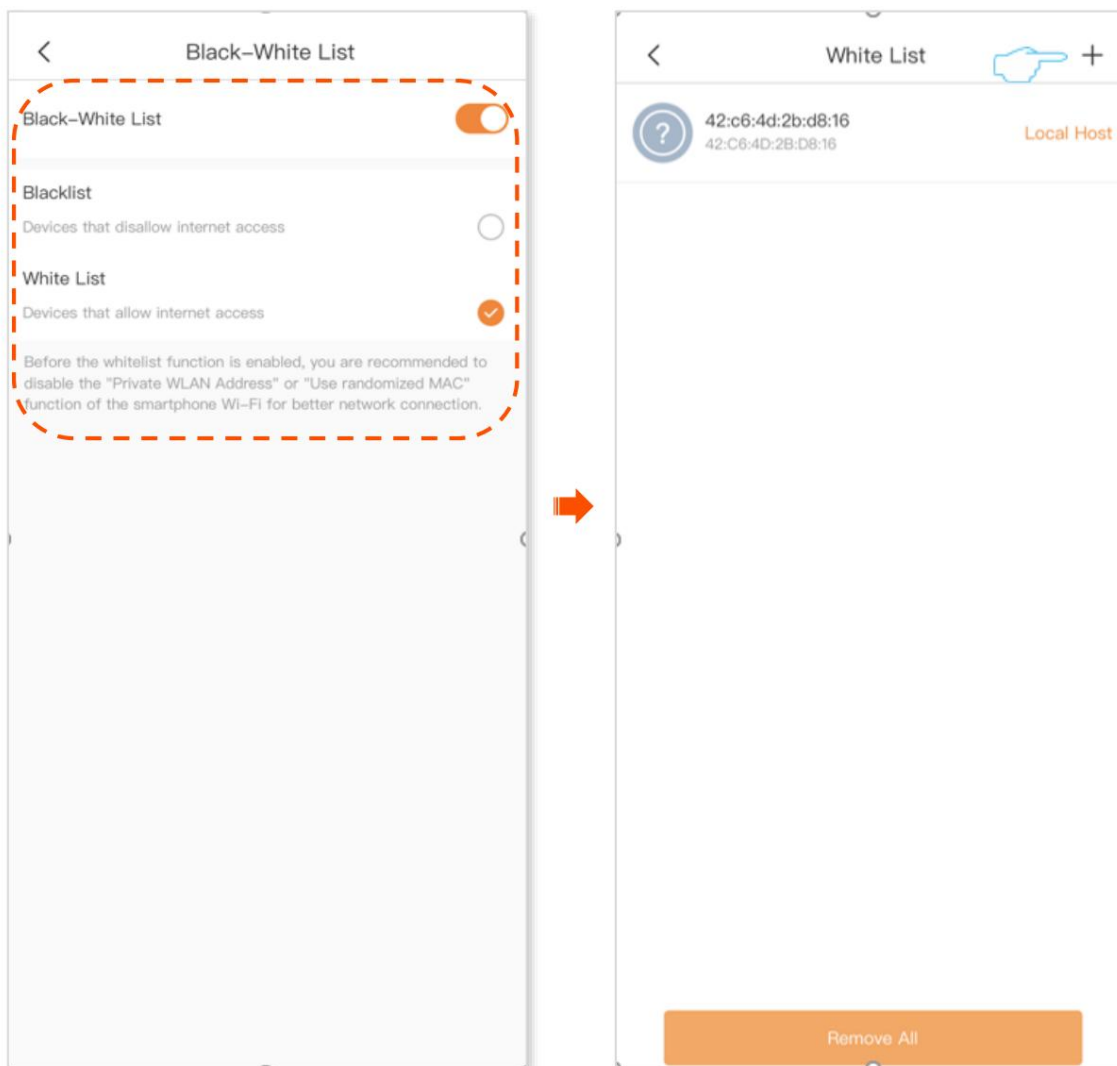 Black–White List
Black–White List
Blacklist
Devices that disallow internet access
White List
Devices that allow internet access
Before the whitelist function is enabled, you are recommended to
disable the "Private WLAN Address" or "Use randomized MAC"
function of the smartphone Wi–Fi for better network connection.
White List
42:c6:4d:2b:d8:16
42:C6:4D:2B:D8:16
Local Host
Remove All